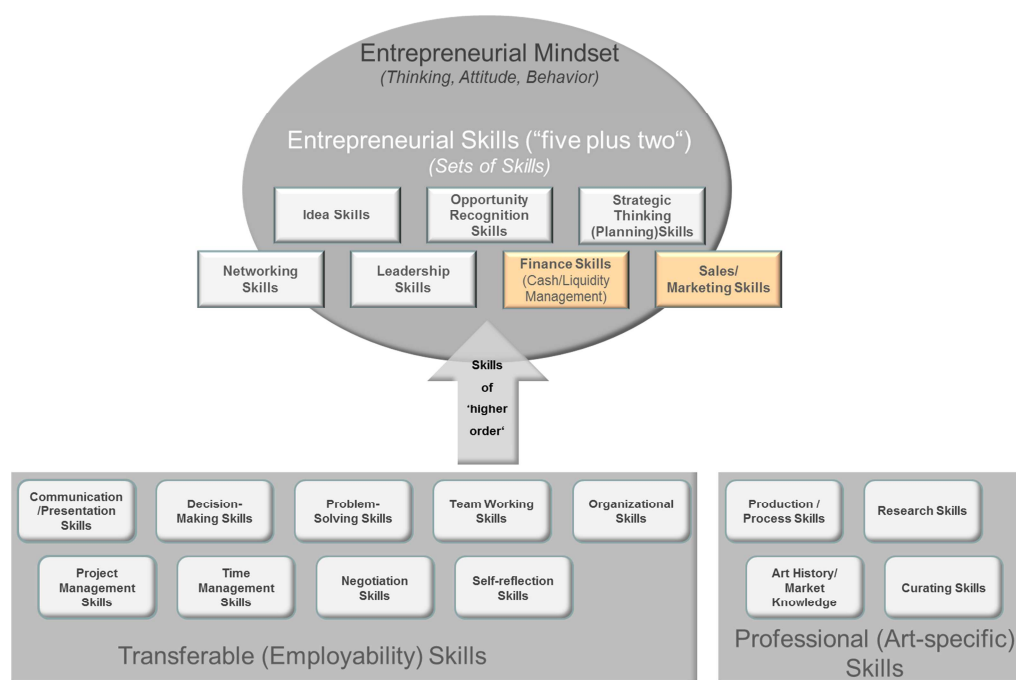 Entrepreneurial Mindset
(Thinking, Attitude, Behavior)
Entrepreneurial Skills (“five plus two“)
(Sets of Skills)
Idea Skills
Opportunity
Recognition
Skills
Strategic
Thinking
(Planning)Skills
Networking
Skills
Leadership
Skills
Finance Skills
(Cash/Liquidity
Management)
Sales/
Marketing Skills
Skills
of
‘higher
order‘
Communication
/Presentation
Skills
Decision-
Making Skills
Problem-
Solving Skills
Team Working
Skills
Organizational
Skills
Project
Management
Skills
Time
Management
Skills
Negotiation
Skills
Self-reflection
Skills
Transferable (Employability) Skills
Production /
Process Skills
Research Skills
Art History/
Market
Knowledge
Curating Skills
Professional (Art-specific)
Skills